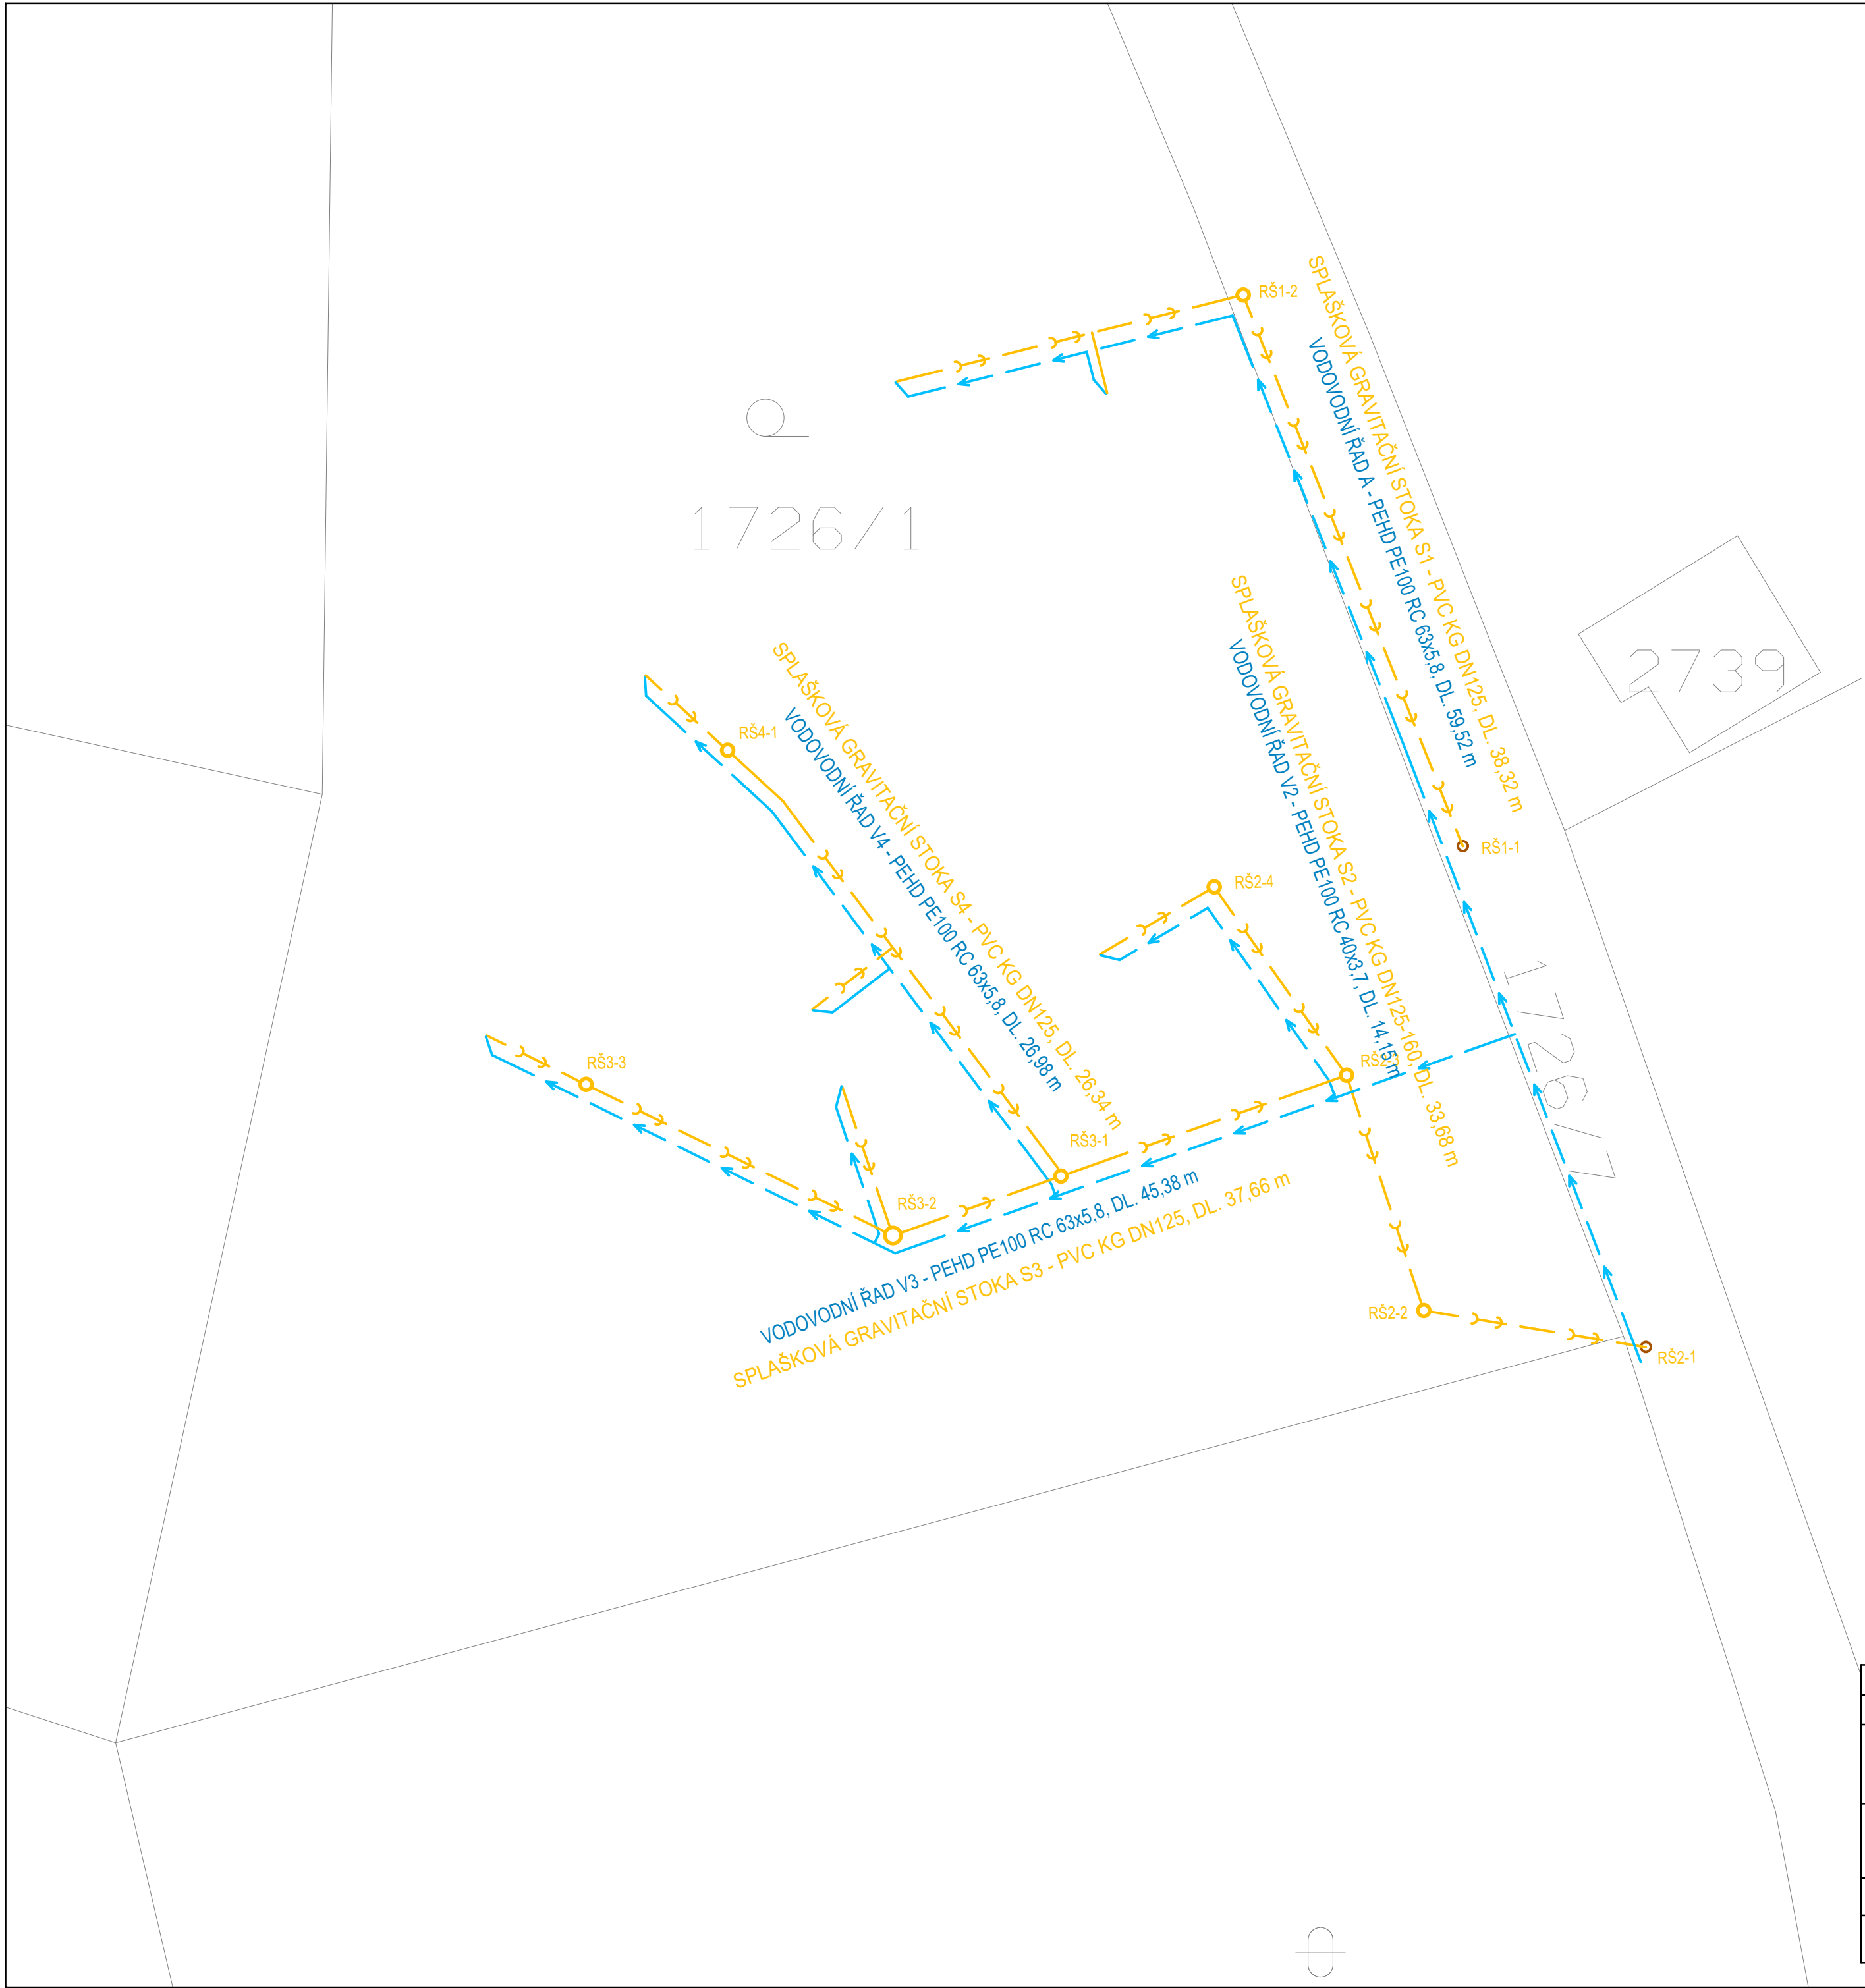 RŠ1-2
SPLAŠKOVÁ GRAVITAČNÍ STOKA S1 - PVC KG DN125, DL. 38,32 m
VODOVODNÍ ŘAD A - PEHD PE100 RC 63x5,8, DL. 59,52 m
1726/1
SPLAŠKOVÁ GRAVITAČNÍ STOKA S2 - PVC KG DN125-160, DL. 33,68 m
VODOVODNÍ ŘAD V2 - PEHD PE100 RC 40x3,7, DL. 14,15 m
2739
SPLAŠKOVÁ GRAVITAČNÍ STOKA S4 - PVC KG DN125, DL. 26,34 m
VODOVODNÍ ŘAD V4 - PEHD PE100 RC 63x5,8, DL. 26,98 m
RŠ4-1
RŠ1-1
RŠ2-4
1726/7
RŠ3-3
RŠ2-3
RŠ3-1
RŠ3-2
VODOVODNÍ ŘAD V3 - PEHD PE100 RC 63x5,8, DL. 45,38 m
SPLAŠKOVÁ GRAVITAČNÍ STOKA S3 - PVC KG DN125, DL. 37,66 m
RŠ2-2
RŠ2-1